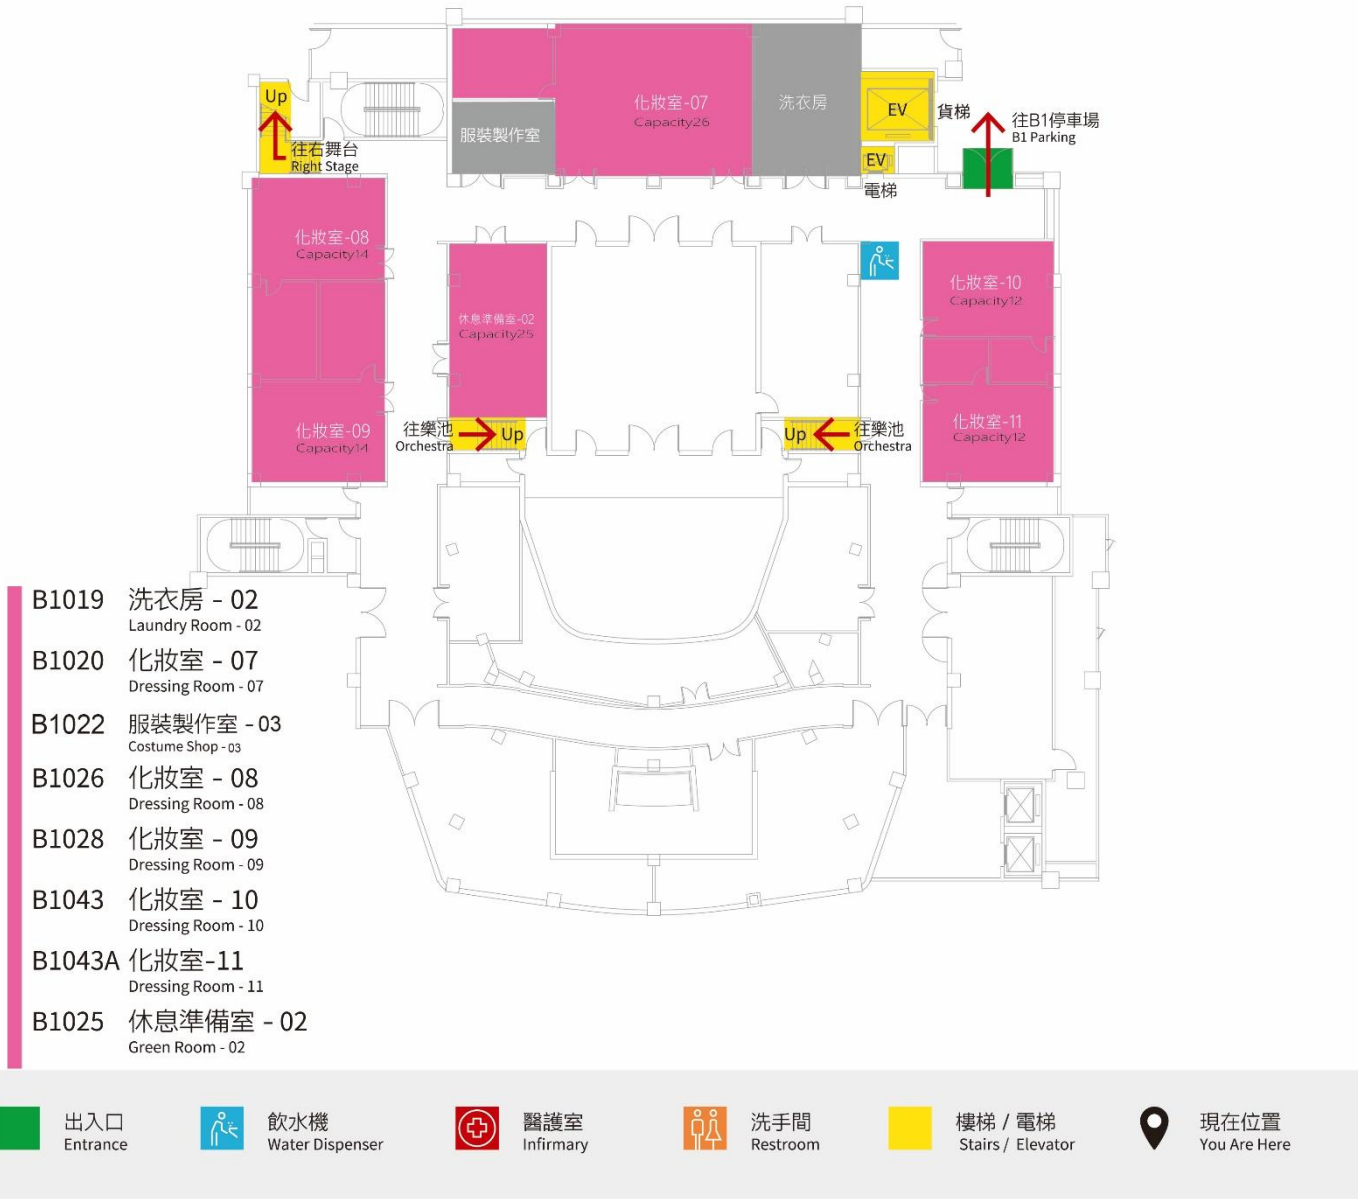 Up
往右舞台
Right Stage
化妝室-07
Capacity26
服裝製作室
洗衣房
EV
貨梯
EV
電梯
往B1停車場
B1 Parking
化妝室-08
Capacity14
休息準備室-02
Capacity25
化妝室-10
Capacity12
化妝室-09
Capacity14
往樂池
Orchestra
Up
Up
往樂池
Orchestra
化妝室-11
Capacity12
B1019 洗衣房 - 02
Laundry Room - 02
B1020 化妝室 - 07
Dressing Room - 07
B1022 服裝製作室 - 03
Costume Shop - 03
B1026 化妝室 - 08
Dressing Room - 08
B1028 化妝室 - 09
Dressing Room - 09
B1043 化妝室 - 10
Dressing Room - 10
B1043A 化妝室-11
Dressing Room - 11
B1025 休息準備室 - 02
Green Room - 02
出入口
Entrance
飲水機
Water Dispenser
醫護室
Infirmary
洗手間
Restroom
樓梯 / 電梯
Stairs / Elevator
現在位置
You Are Here